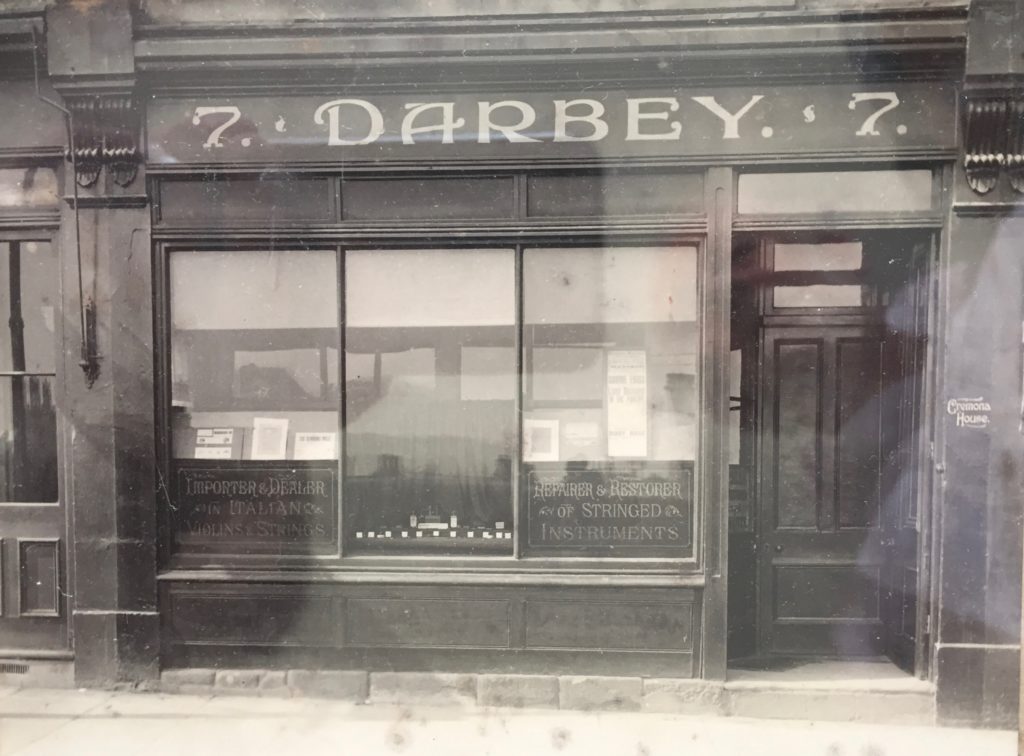 7. DARBEY. 7.
IMPORTER & DEALER
IN ITALIAN
VIOLINS & STRINGS
REPAIRER & RESTORER
OF STRINGED
INSTRUMENTS
Cremona
House.